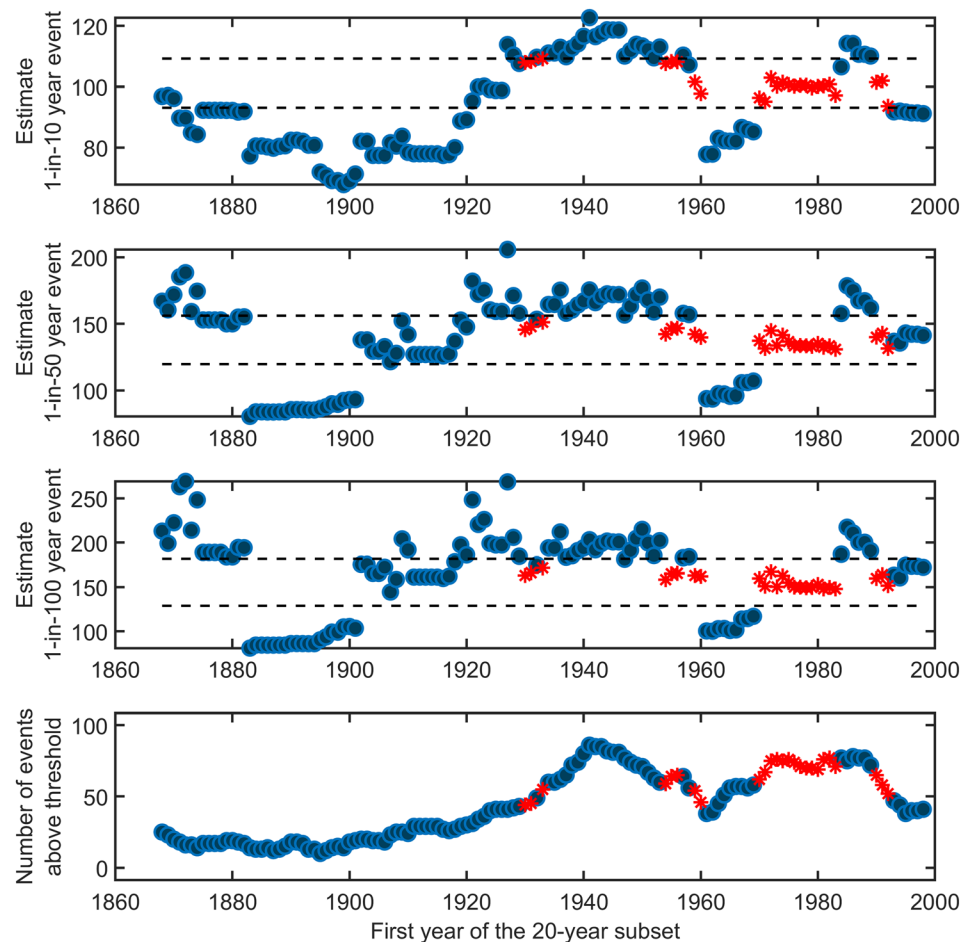 Estimate
1-in-10 year event
120
100
80
1860 1880 1900 1920 1940 1960 1980 2000
Estimate
1-in-50 year event
200
150
100
1860 1880 1900 1920 1940 1960 1980 2000
Estimate
1-in-100 year event
250
200
150
100
1860 1880 1900 1920 1940 1960 1980 2000
Number of events
above threshold
100
50
0
1860 1880 1900 1920 1940 1960 1980 2000
First year of the 20-year subset